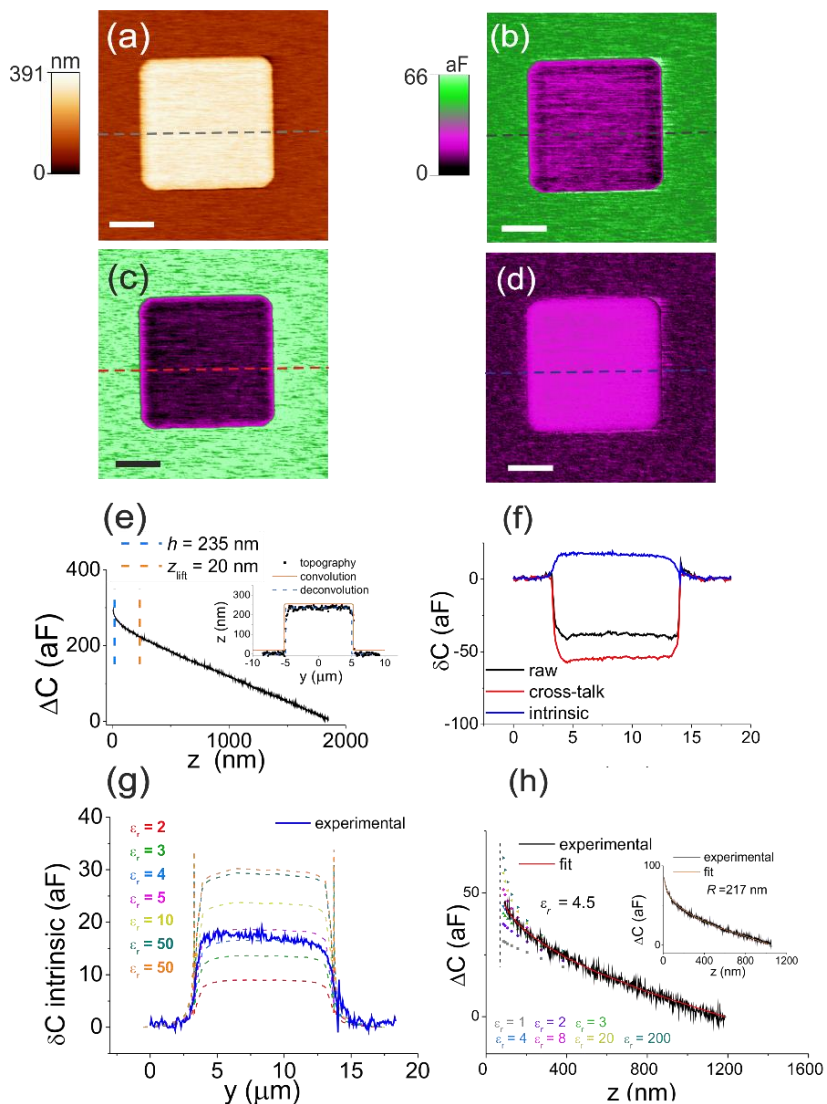 (a)
nm
391
0
(b)
aF
66
0
(c)
(d)
(e)
h = 235 nm
z_lift = 20 nm
400
200
0
ΔC (aF)
0
1000
2000
z (nm)
topography
convolution
deconvolution
300
200
100
0
z (nm)
-10
-5
0
5
10
y (μm)
(f)
0
-50
-100
δC (aF)
raw
cross-talk
intrinsic
0
5
10
15
20
(g)
40
30
20
10
0
δC intrinsic (aF)
ε_r = 2
ε_r = 3
ε_r = 4
ε_r = 5
ε_r = 10
ε_r = 50
ε_r = 50
experimental
0
5
10
15
20
y (μm)
(h)
50
0
ΔC (aF)
experimental
fit
ε_r = 4.5
ε_r = 1 ε_r = 2 ε_r = 3
ε_r = 4 ε_r = 8 ε_r = 20 ε_r = 200
0
400
800
1200
1600
z (nm)
100
0
ΔC (aF)
experimental
fit
R =217 nm
0
400
800
1200
z (nm)